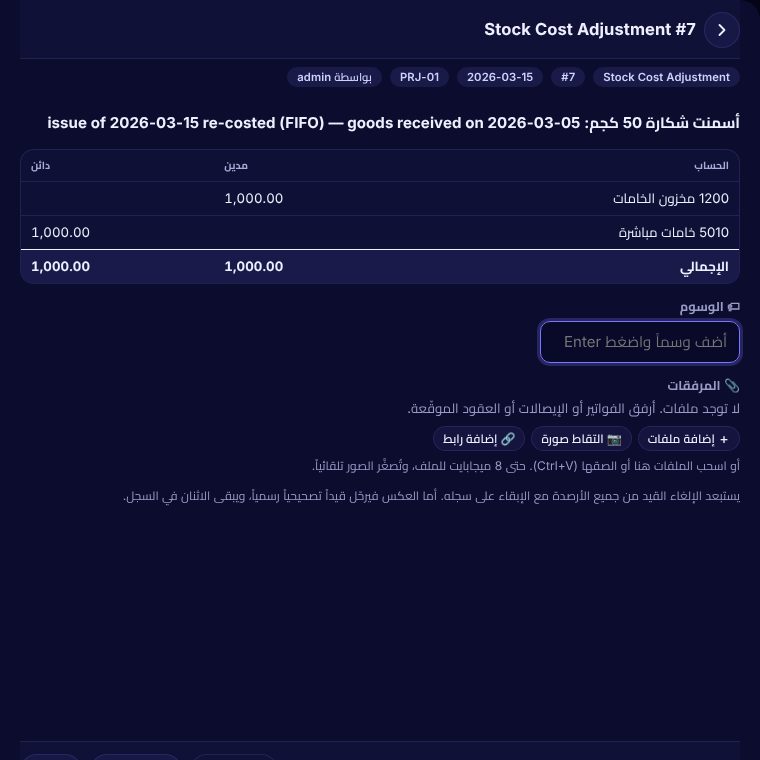 Stock Cost Adjustment #7
Stock Cost Adjustment #7 2026-03-15 PRJ-01 بواسطة admin
أسمنت شكارة 50 كجم: issue of 2026-03-15 re-costed (FIFO) — goods received on 2026-03-05
الحساب مدين دائن
1200 مخزون الخامات 1,000.00
5010 خامات مباشرة 1,000.00
الإجمالي 1,000.00 1,000.00
🏷 الوسوم
أضف وسماً واضغط Enter
📎 المرفقات
لا توجد ملفات. أرفق الفواتير أو الإيصالات أو العقود الموقّعة.
+ إضافة ملفات 📷 التقاط صورة 🔗 إضافة رابط
أو اسحب الملفات هنا أو الصقها (Ctrl+V). حتى 8 ميجابايت للملف، وتُصغَّر الصور تلقائياً.
يستبعد الإلغاء القيد من جميع الأرصدة مع الإبقاء على سجله. أما العكس فيرحّل قيداً تصحيحياً رسمياً، ويبقى الاثنان في السجل.